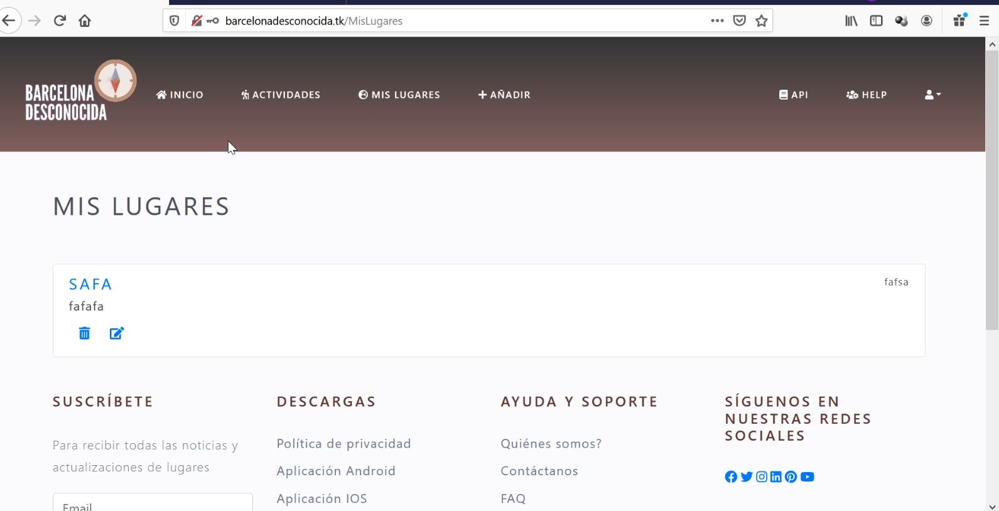 barcelonadesconocida.tk/MisLugares
BARCELONA
DESCONOCIDA
INICIO
ACTIVIDADES
MIS LUGARES
AÑADIR
API
HELP
MIS LUGARES
SAFA
fafsa
fafafa
SUSCRÍBETE
Para recibir todas las noticias y
actualizaciones de lugares
Email
DESCARGAS
Política de privacidad
Aplicación Android
Aplicación IOS
AYUDA Y SOPORTE
Quiénes somos?
Contáctanos
FAQ
SÍGUENOS EN
NUESTRAS REDES
SOCIALES